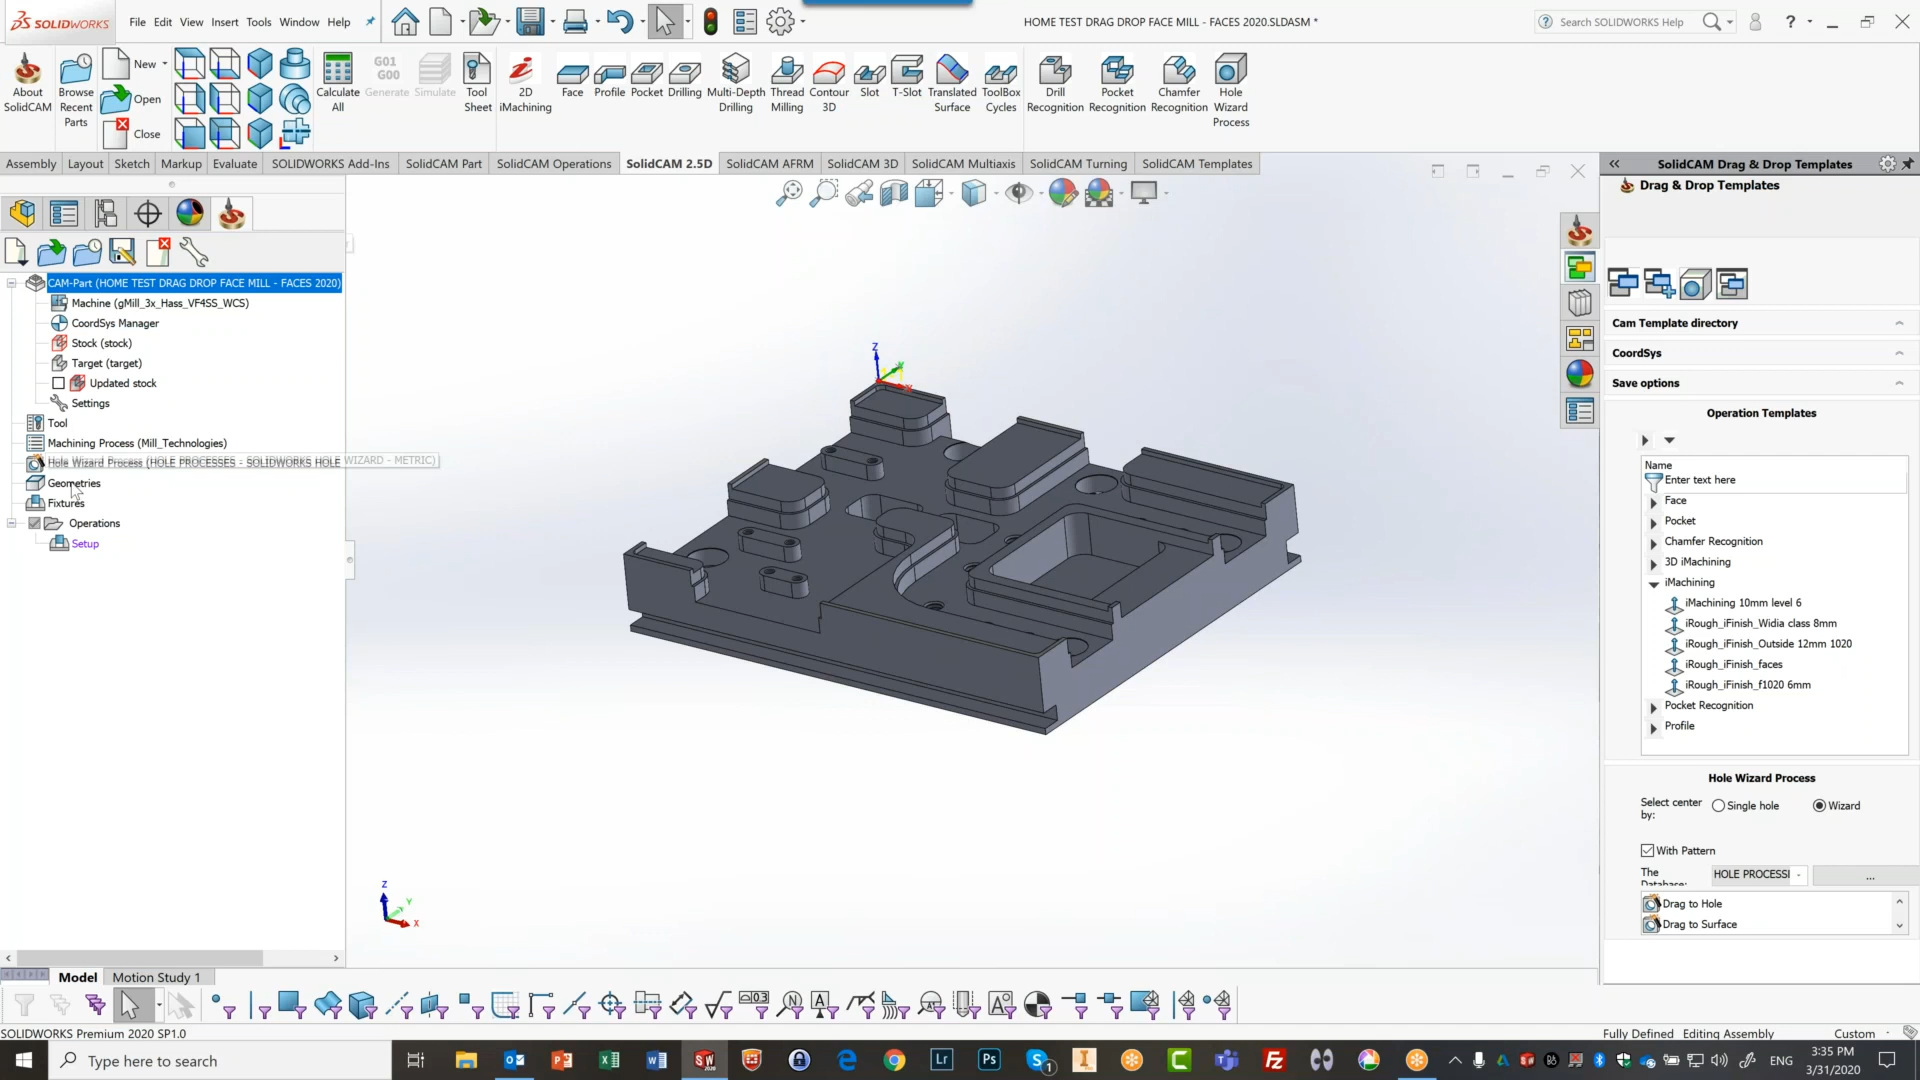 SOLIDWORKS File Edit View Insert Tools Window Help
HOME TEST DRAG DROP FACE MILL - FACES 2020.SLDASM *
Search SOLIDWORKS Help
About SolidCAM
Browse Recent Parts
New
Open
Close
Calculate All
G01 G00 Generate
Simulate
Tool Sheet
2D iMachining
Face
Profile
Pocket
Drilling
Multi-Depth Drilling
Thread Milling
Contour 3D
Slot
T-Slot
Translated Surface
ToolBox Cycles
Drill Recognition
Pocket Recognition
Chamfer Recognition
Hole Wizard Process
Assembly Layout Sketch Markup Evaluate SOLIDWORKS Add-Ins SolidCAM Part SolidCAM Operations SolidCAM 2.5D SolidCAM AFRM SolidCAM 3D SolidCAM Multiaxis SolidCAM Turning SolidCAM Templates
CAM-Part (HOME TEST DRAG DROP FACE MILL - FACES 2020)
Machine (gMill_3x_Hass_VF4SS_WCS)
CoordSys Manager
Stock (stock)
Target (target)
Updated stock
Settings
Tool
Machining Process (Mill_Technologies)
Hole Wizard Process (HOLE PROCESSES - SOLIDWORKS HOLE WIZARD - METRIC)
Geometries
Fixtures
Operations
Setup
Z
Z
Y
X
SolidCAM Drag & Drop Templates
Drag & Drop Templates
Cam Template directory
CoordSys
Save options
Operation Templates
Name
Enter text here
Face
Pocket
Chamfer Recognition
3D iMachining
iMachining
iMachining 10mm level 6
iRough_iFinish_Widia class 8mm
iRough_iFinish_Outside 12mm 1020
iRough_iFinish_faces
iRough_iFinish_f1020 6mm
Pocket Recognition
Profile
Hole Wizard Process
Select center by: Single hole Wizard
With Pattern
The Database: HOLE PROCESSI ...
Drag to Hole
Drag to Surface
Model Motion Study 1
SOLIDWORKS Premium 2020 SP1.0
Fully Defined Editing Assembly Custom
Type here to search
Lr Ps
ENG
3:35 PM
3/31/2020